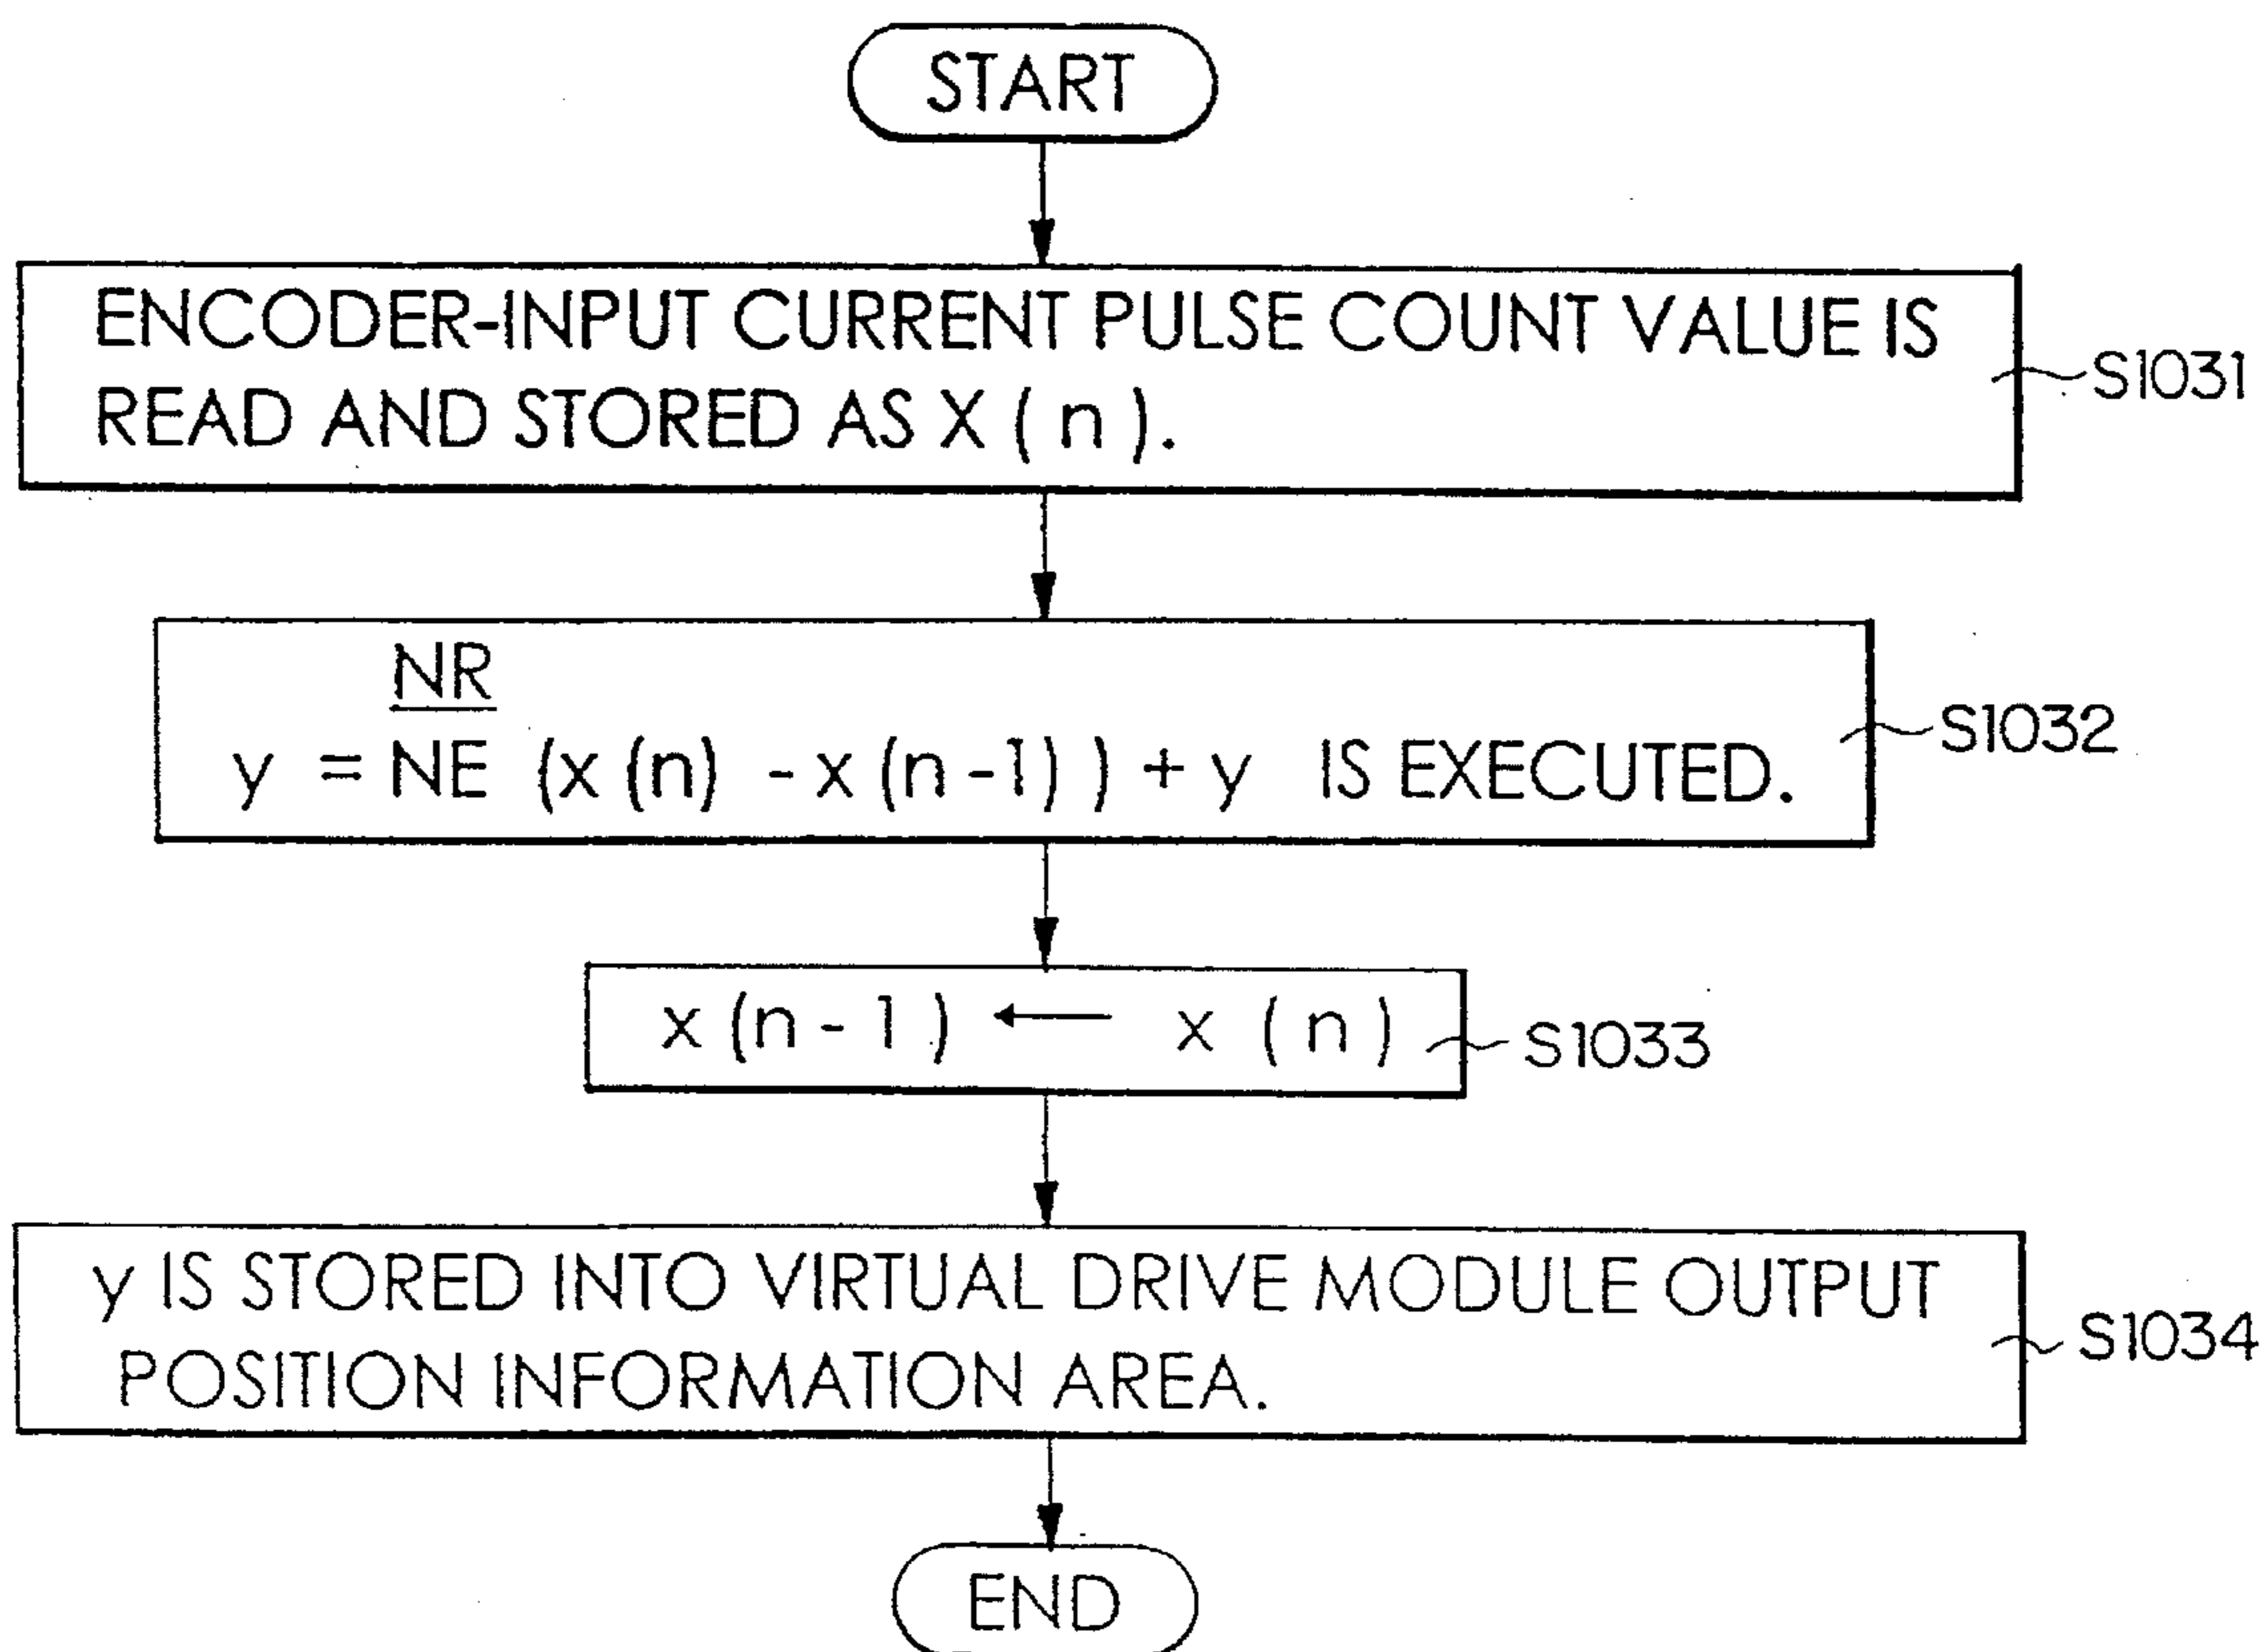 START
ENCODER-INPUT CURRENT PULSE COUNT VALUE IS
READ AND STORED AS X ( n ).
S1031
NR
y = NE (x (n) - x (n - 1) ) + y IS EXECUTED.
S1032
x (n - 1 ) ← x ( n )
S1033
y IS STORED INTO VIRTUAL DRIVE MODULE OUTPUT
POSITION INFORMATION AREA.
S1034
END